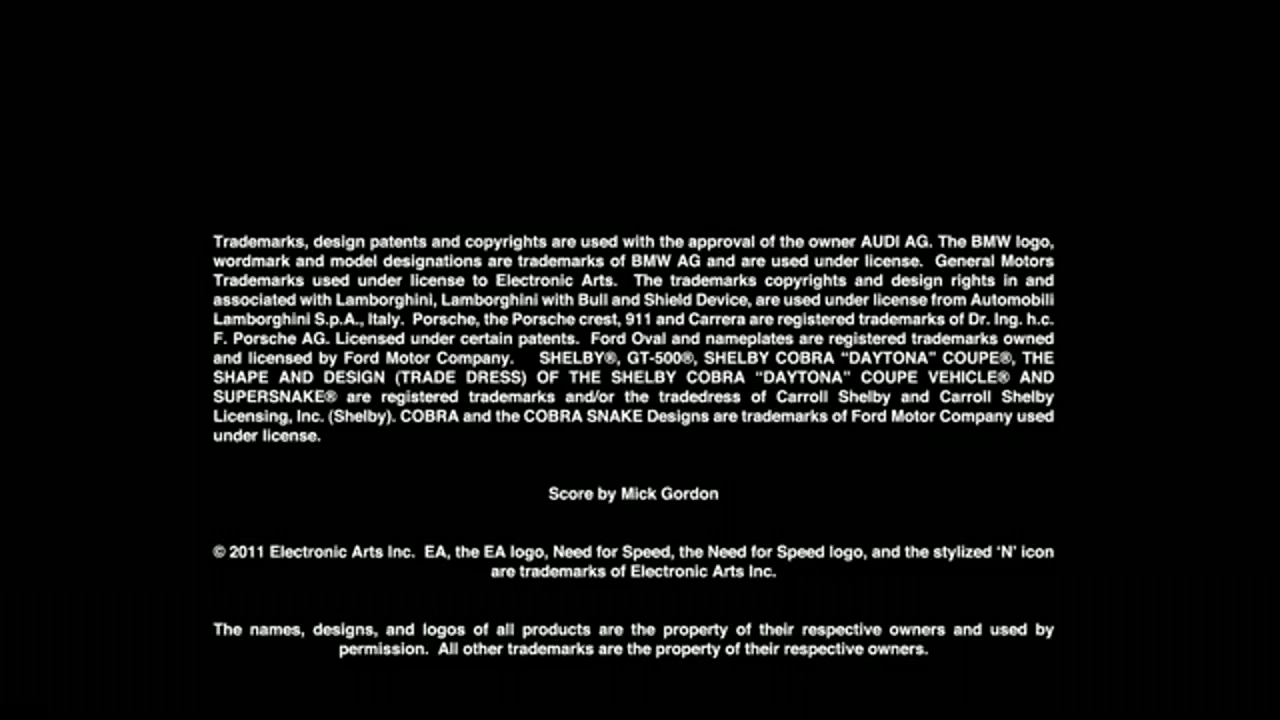 Trademarks, design patents and copyrights are used with the approval of the owner AUDI AG. The BMW logo,
wordmark and model designations are trademarks of BMW AG and are used under license. General Motors
Trademarks used under license to Electronic Arts. The trademarks copyrights and design rights in and
associated with Lamborghini, Lamborghini with Bull and Shield Device, are used under license from Automobili
Lamborghini S.p.A., Italy. Porsche, the Porsche crest, 911 and Carrera are registered trademarks of Dr. Ing. h.c.
F. Porsche AG. Licensed under certain patents. Ford Oval and nameplates are registered trademarks owned
and licensed by Ford Motor Company. SHELBY®, GT-500®, SHELBY COBRA “DAYTONA” COUPE®, THE
SHAPE AND DESIGN (TRADE DRESS) OF THE SHELBY COBRA “DAYTONA” COUPE VEHICLE® AND
SUPERSNAKE® are registered trademarks and/or the tradedress of Carroll Shelby and Carroll Shelby
Licensing, Inc. (Shelby). COBRA and the COBRA SNAKE Designs are trademarks of Ford Motor Company used
under license.
Score by Mick Gordon
© 2011 Electronic Arts Inc. EA, the EA logo, Need for Speed, the Need for Speed logo, and the stylized ‘N’ icon
are trademarks of Electronic Arts Inc.
The names, designs, and logos of all products are the property of their respective owners and used by
permission. All other trademarks are the property of their respective owners.